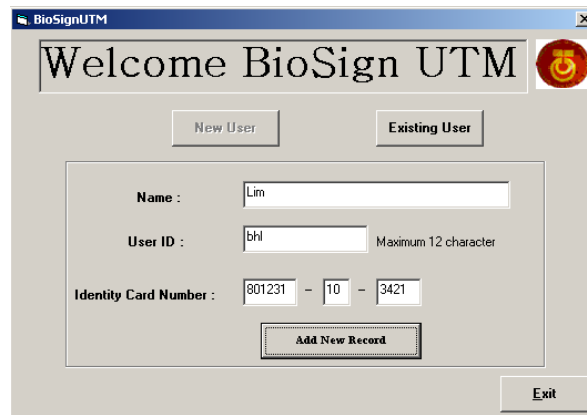 BioSignUTM
Welcome BioSign UTM
New User Existing User
Name : Lim
User ID : bhl Maximum 12 character
Identity Card Number : 801231 - 10 - 3421
Add New Record
Exit